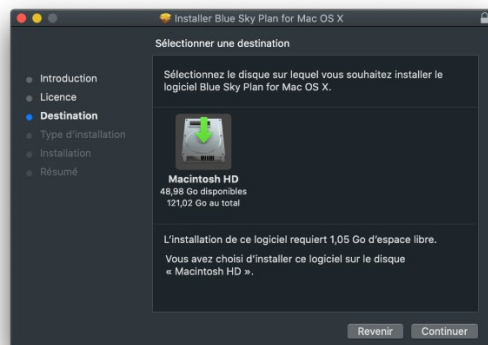 Installer Blue Sky Plan for Mac OS X
Sélectionner une destination
Introduction
Licence
Destination
Type d'installation
Installation
Résumé
Sélectionnez le disque sur lequel vous souhaitez installer le
logiciel Blue Sky Plan for Mac OS X.
Macintosh HD
48,98 Go disponibles
121,02 Go au total
L'installation de ce logiciel requiert 1,05 Go d'espace libre.
Vous avez choisi d'installer ce logiciel sur le disque
« Macintosh HD ».
Revenir
Continuer